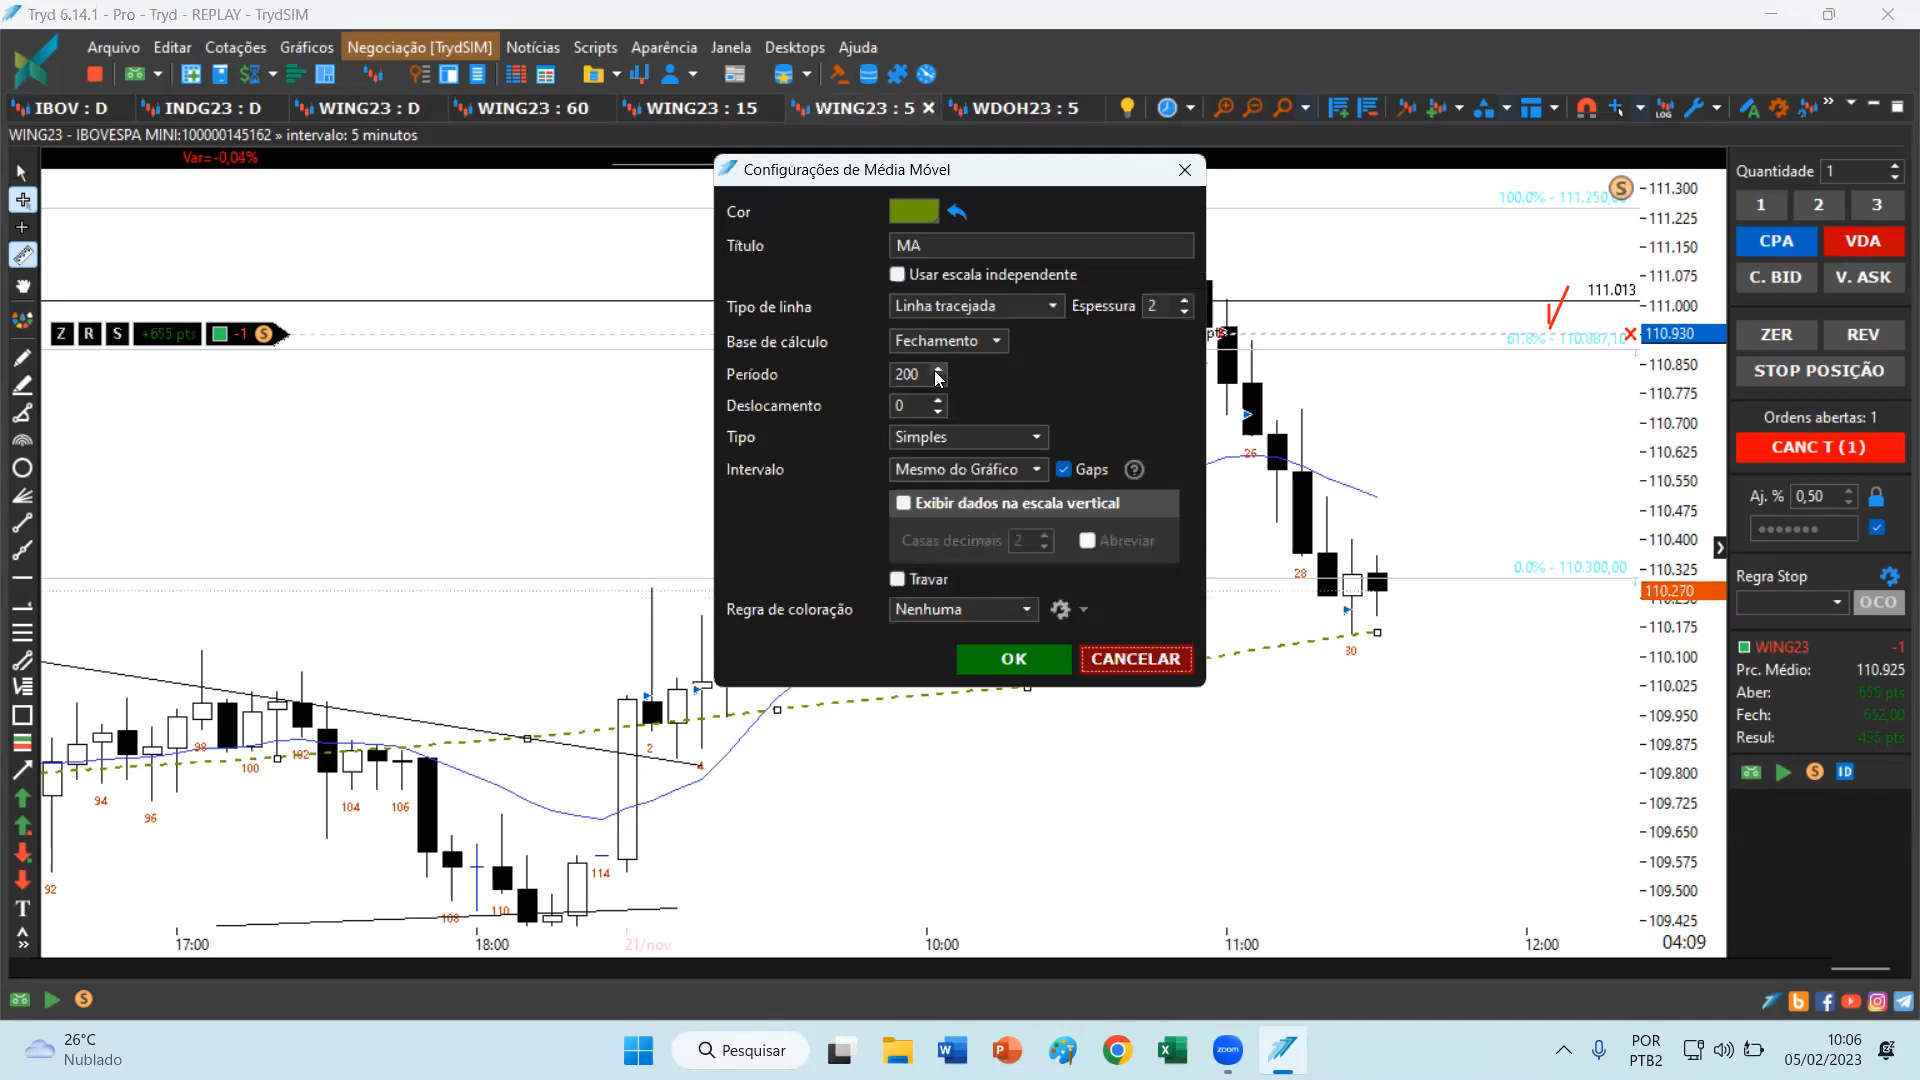 Tryd 6.14.1 - Pro - Tryd - REPLAY - TrydSIM
Arquivo Editar Cotações Gráficos Negociação [TrydSIM] Notícias Scripts Aparência Janela Desktops Ajuda
IBOV : D INDG23 : D WING23 : D WING23 : 60 WING23 : 15 WING23 : 5 WDOH23 : 5
LOG
WING23 - IBOVESPA MINI:100000145162 » intervalo: 5 minutos
Var=-0,04%
Configurações de Média Móvel
Cor
Título MA
Usar escala independente
Tipo de linha Linha tracejada Espessura 2
Base de cálculo Fechamento
Período 200
Deslocamento 0
Tipo Simples
Intervalo Mesmo do Gráfico Gaps ?
Exibir dados na escala vertical
Casas decimais 2 Abreviar
Travar
Regra de coloração Nenhuma
OK CANCELAR
Z R S +655 pts -1 S
100.0% - 111.250,00
111.013
61.8% - 110.887,10
0.0% - 110.300,00
S
111.300
111.225
111.150
111.075
111.000
110.930
110.850
110.775
110.700
110.625
110.550
110.475
110.400
110.325
110.270
110.175
110.100
110.025
109.950
109.875
109.800
109.725
109.650
109.575
109.500
109.425
92
94
96
98
100
102
104
106
108
110
114
2
4
26
28
30
17:00 18:00 21/nov 10:00 11:00 12:00 04:09
T
Quantidade 1
1 2 3
CPA VDA
C. BID V. ASK
ZER REV
STOP POSIÇÃO
Ordens abertas: 1
CANC T (1)
Aj. % 0,50
Regra Stop
OCO
WING23 -1
Prc. Médio: 110.925
Aber: 655 pts
Fech:
Resul:
S ID
S
26°C
Nublado
Pesquisar
zoom
POR
PTB2
10:06
05/02/2023